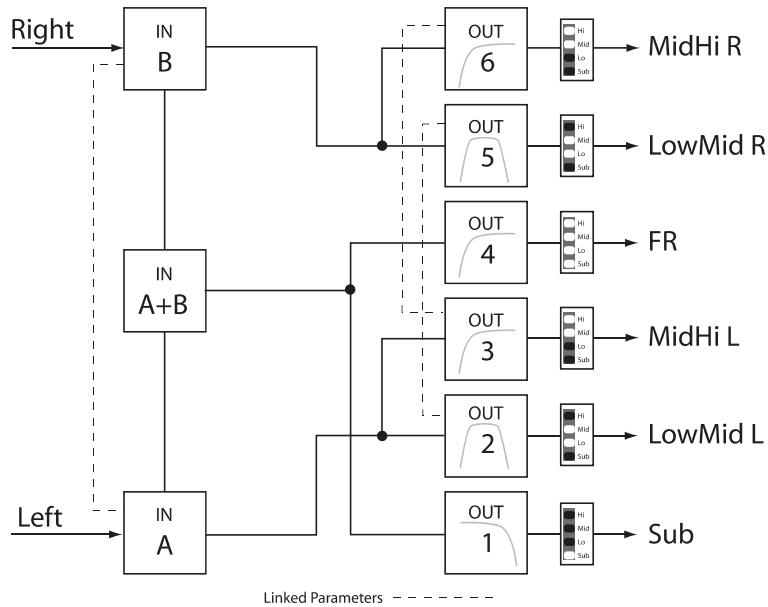 Right
IN
B
OUT
6
Hi
Mid
Lo
Sub
MidHi R
OUT
5
Hi
Mid
Lo
Sub
LowMid R
IN
A+B
OUT
4
Hi
Mid
Lo
Sub
FR
OUT
3
Hi
Mid
Lo
Sub
MidHi L
OUT
2
Hi
Mid
Lo
Sub
LowMid L
Left
IN
A
OUT
1
Hi
Mid
Lo
Sub
Sub
Linked Parameters